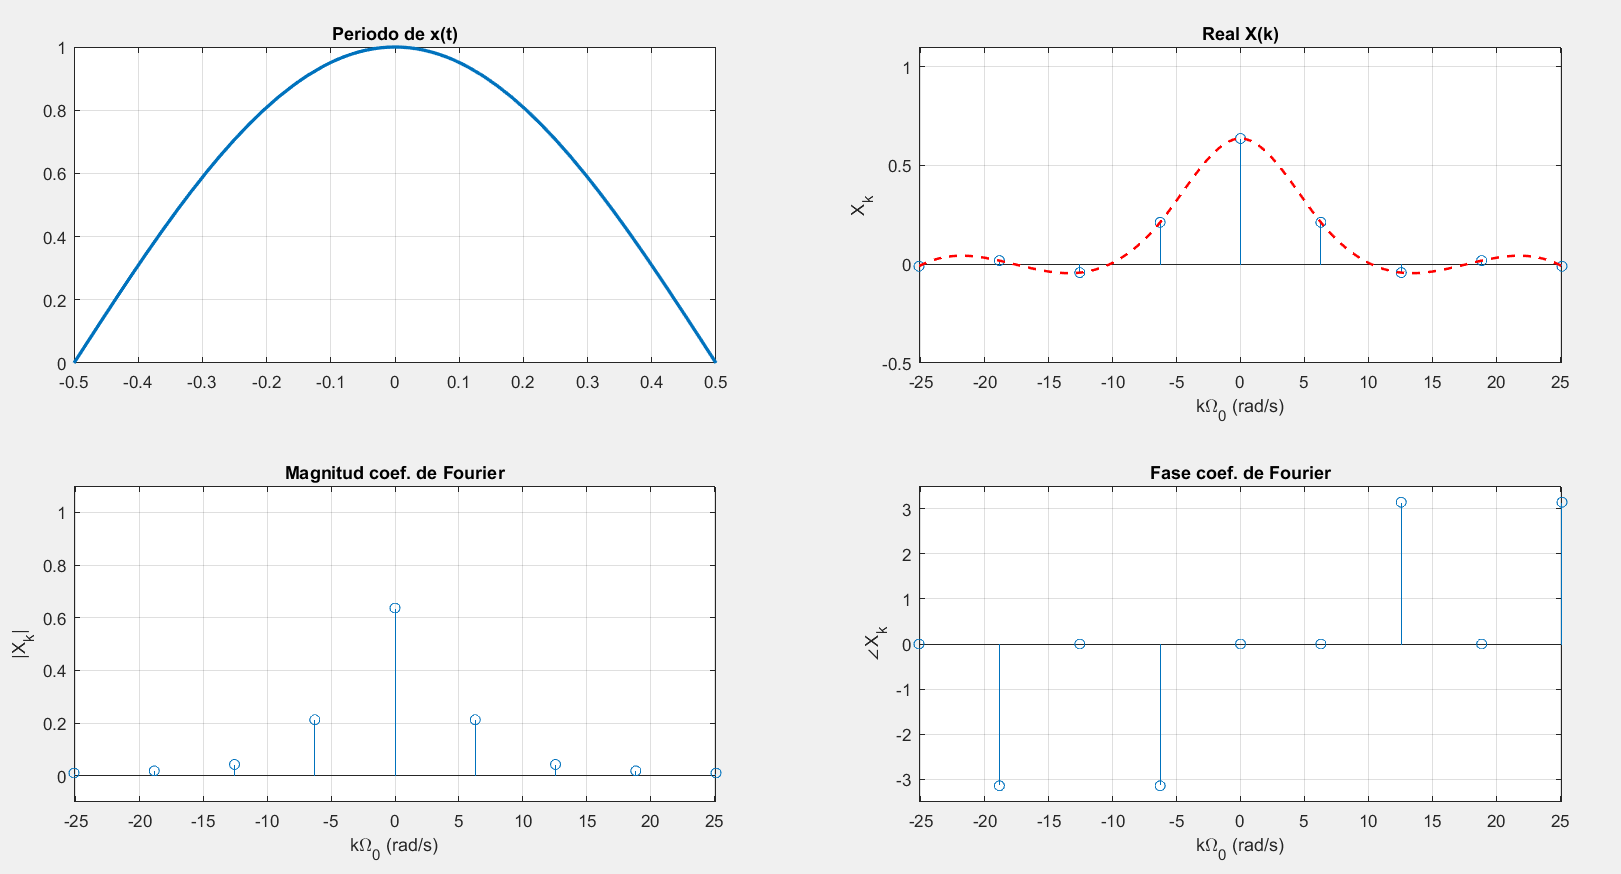 Periodo de x(t)
1
0.8
0.6
0.4
0.2
0
-0.5 -0.4 -0.3 -0.2 -0.1 0 0.1 0.2 0.3 0.4 0.5
Real X(k)
1
0.5
0
-0.5
X_k
-25 -20 -15 -10 -5 0 5 10 15 20 25
kΩ_0 (rad/s)
Magnitud coef. de Fourier
1
0.8
0.6
0.4
0.2
0
|X_k|
-25 -20 -15 -10 -5 0 5 10 15 20 25
kΩ_0 (rad/s)
Fase coef. de Fourier
3
2
1
0
-1
-2
-3
∠X_k
-25 -20 -15 -10 -5 0 5 10 15 20 25
kΩ_0 (rad/s)